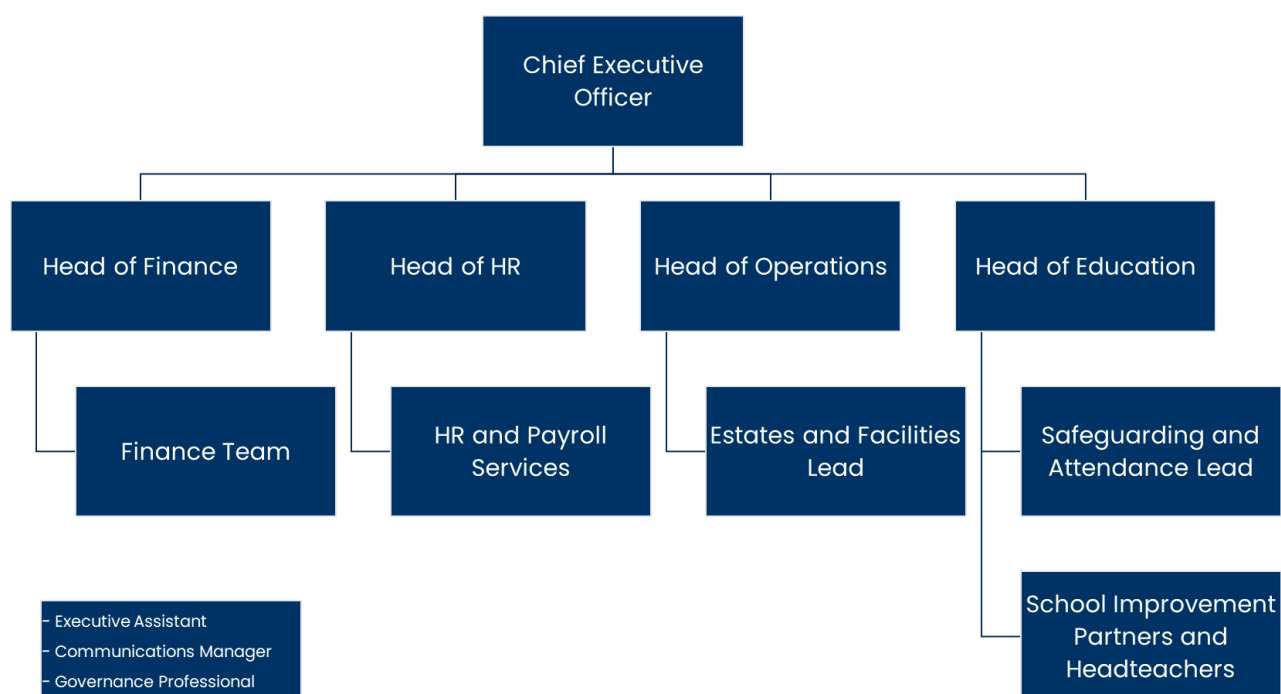 Chief Executive
Officer
Head of Finance
Head of HR
Head of Operations
Head of Education
Finance Team
HR and Payroll
Services
Estates and Facilities
Lead
Safeguarding and
Attendance Lead
School Improvement
Partners and
Headteachers
- Executive Assistant
- Communications Manager
- Governance Professional